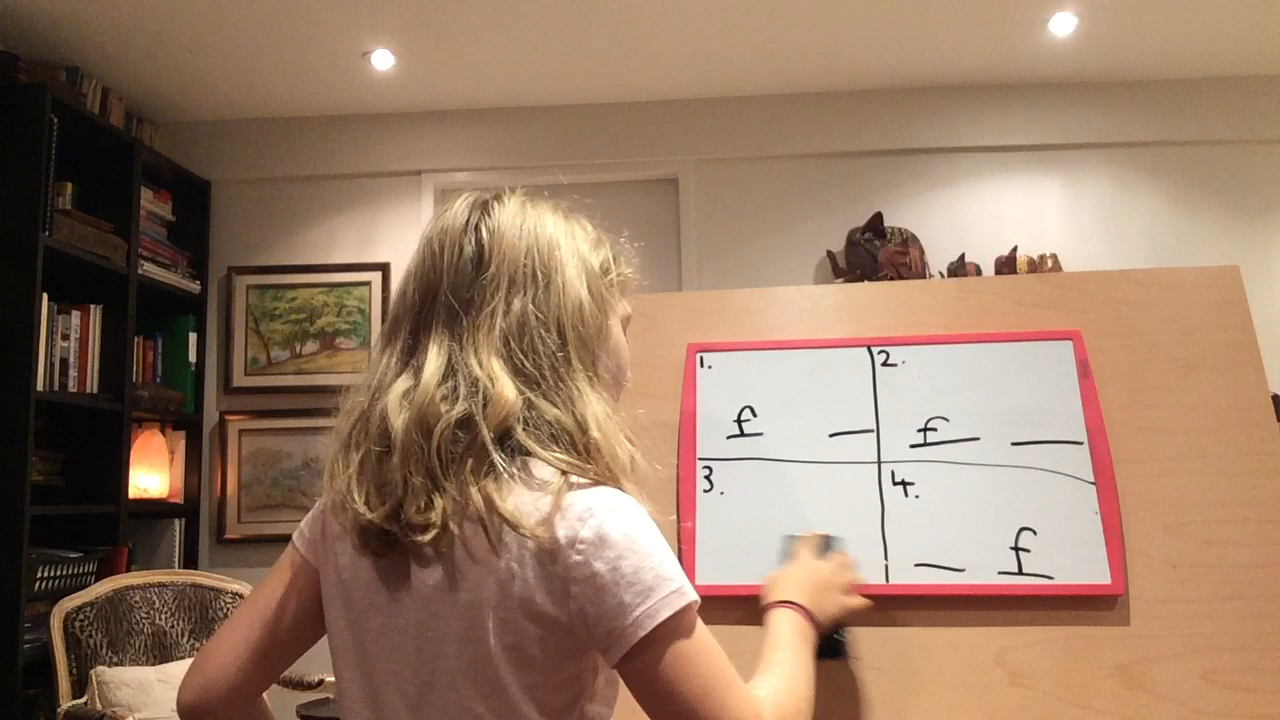 1.
2.
f _
f _
3.
4.
_ f